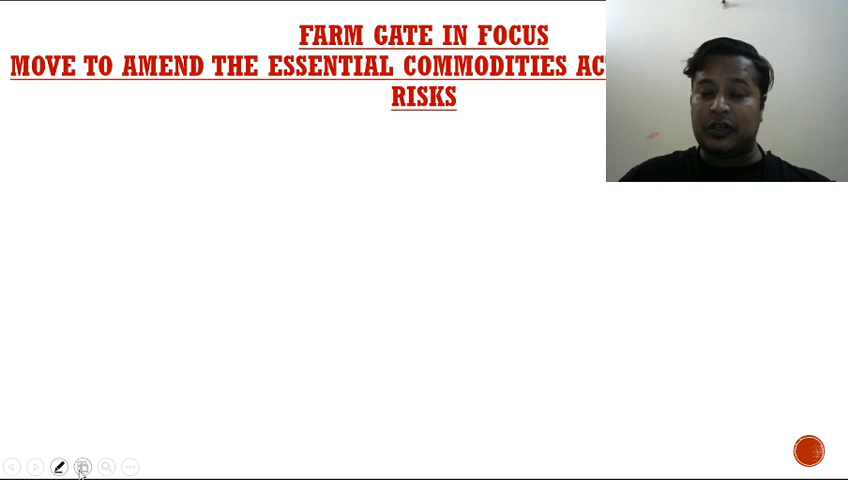 FARM GATE IN FOCUS
MOVE TO AMEND THE ESSENTIAL COMMODITIES
RISKS